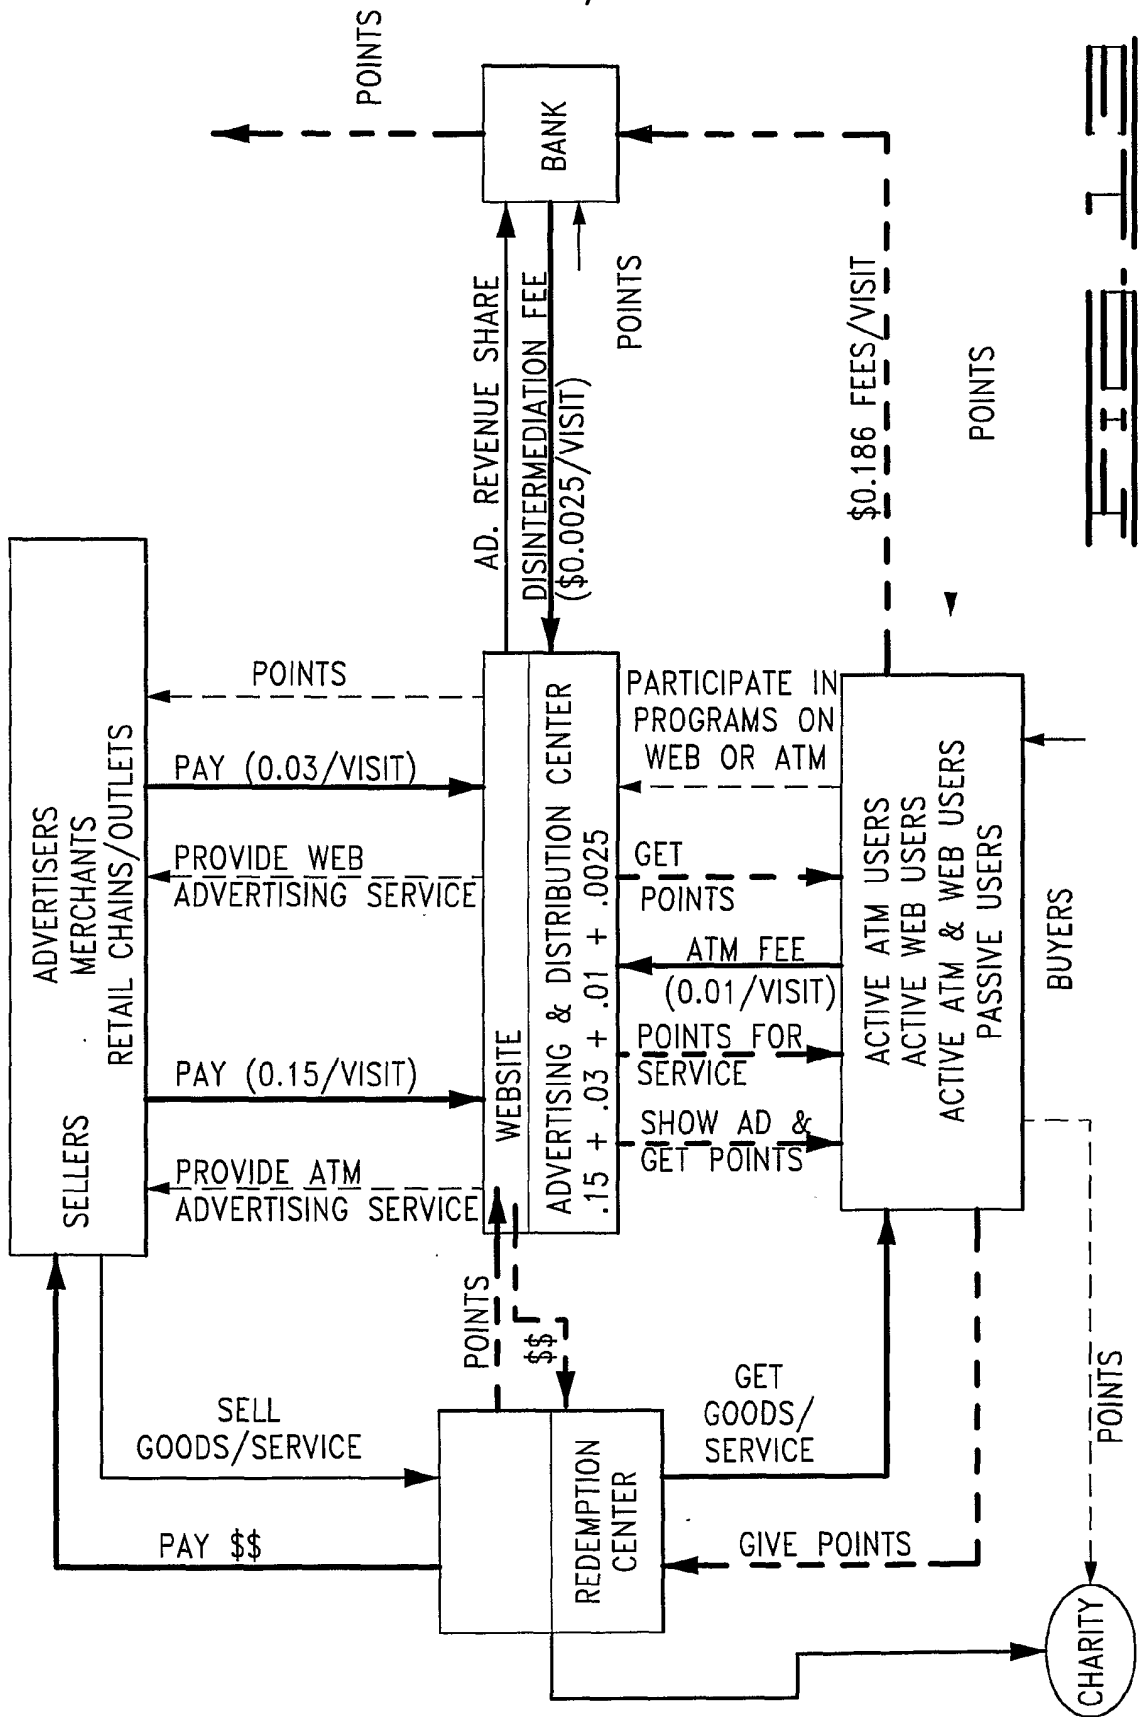 POINTS
BANK
AD. REVENUE SHARE
DISINTERMEDIATION FEE
($0.0025/VISIT)
POINTS
$0.186 FEES/VISIT
POINTS
SELLERS
ADVERTISERS
MERCHANTS
RETAIL CHAINS/OUTLETS
POINTS
PAY (0.03/VISIT)
PROVIDE WEB
ADVERTISING SERVICE
PAY (0.15/VISIT)
PROVIDE ATM
ADVERTISING SERVICE
WEBSITE
ADVERTISING & DISTRIBUTION CENTER
.15 + .03 + .01 + .0025
PARTICIPATE IN
PROGRAMS ON
WEB OR ATM
GET
POINTS
ATM FEE
(0.01/VISIT)
POINTS FOR
SERVICE
SHOW AD &
GET POINTS
ACTIVE ATM USERS
ACTIVE WEB USERS
ACTIVE ATM & WEB USERS
PASSIVE USERS
BUYERS
POINTS
$$
SELL
GOODS/SERVICE
PAY $$
REDEMPTION
CENTER
GET
GOODS/
SERVICE
GIVE POINTS
POINTS
CHARITY